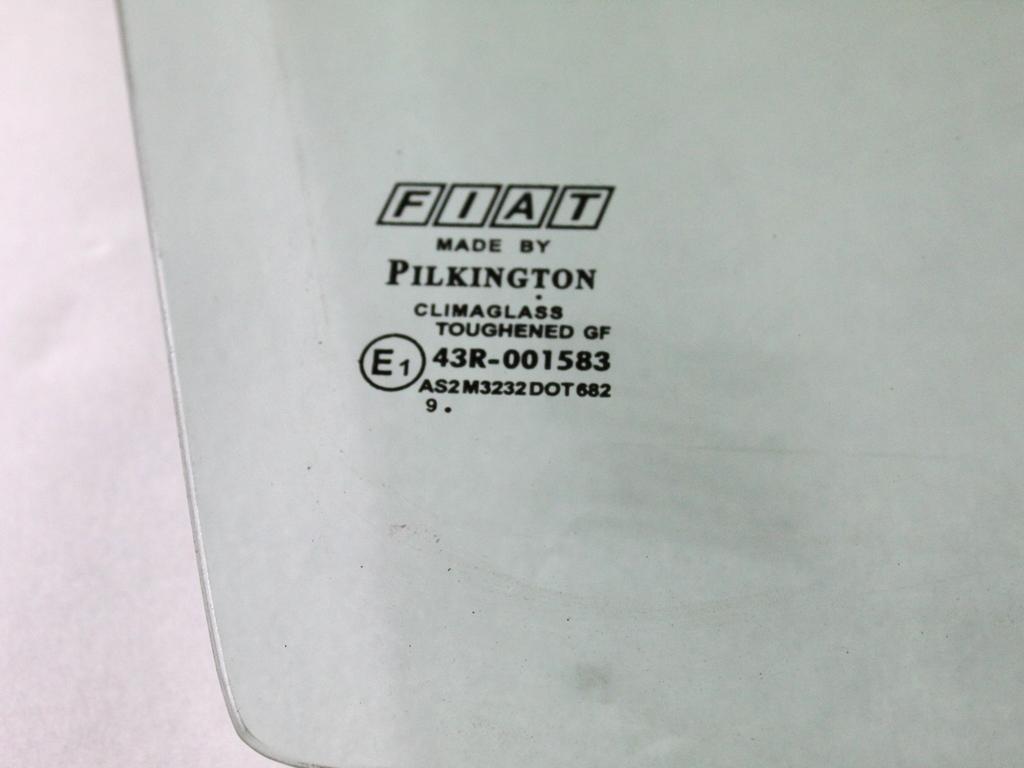 FIAT
MADE BY
PILKINGTON
CLIMAGLASS
TOUGHENED GF
E1 43R-001583
AS2 M3232 DOT 682
9 .